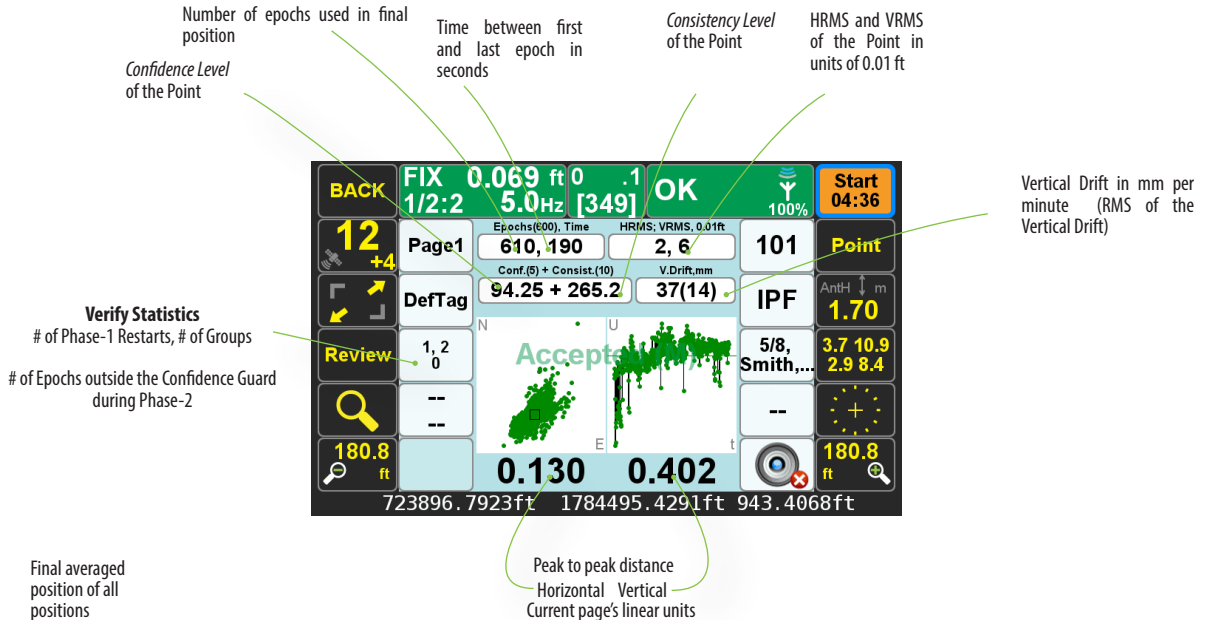 Number of epochs used in final
position
Time between first
and last epoch in
seconds
Consistency Level
of the Point
HRMS and VRMS
of the Point in
units of 0.01 ft
Confidence Level
of the Point
Vertical Drift in mm per
minute (RMS of the
Vertical Drift)
Verify Statistics
# of Phase-1 Restarts, # of Groups
# of Epochs outside the Confidence Guard
during Phase-2
BACK
FIX 0.069 ft
1/2:2 5.0Hz
0 .1
[349]
OK
100%
Start
04:36
12
+4
Page1
Epochs(600), Time
610, 190
HRMS; VRMS, 0.01ft
2, 6
101
Point
DefTag
Conf.(5) + Consist.(10)
94.25 + 265.2
V.Drift,mm
37(14)
IPF
AntH m
1.70
Review
1, 2
0
N
U
E
t
5/8,
Smith,...
3.7 10.9
2.9 8.4
--
--
--
180.8
ft
0.130
0.402
180.8
ft
723896.7923ft 1784495.4291ft 943.4068ft
Final averaged
position of all
positions
Peak to peak distance
Horizontal Vertical
Current page's linear units